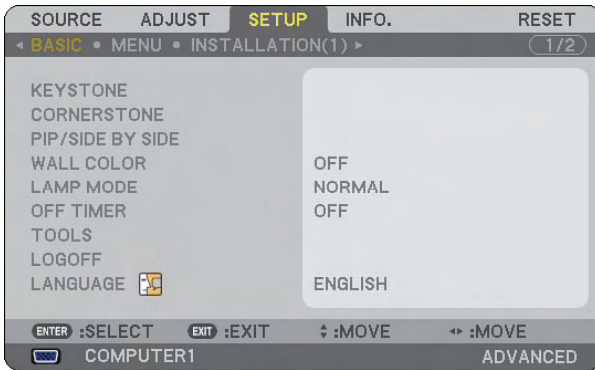 SOURCE ADJUST SETUP INFO. RESET
BASIC • MENU • INSTALLATION(1) 1/2
KEYSTONE
CORNERSTONE
PIP/SIDE BY SIDE
WALL COLOR OFF
LAMP MODE NORMAL
OFF TIMER OFF
TOOLS
LOGOFF
LANGUAGE ENGLISH
ENTER :SELECT EXIT :EXIT :MOVE :MOVE
COMPUTER1 ADVANCED